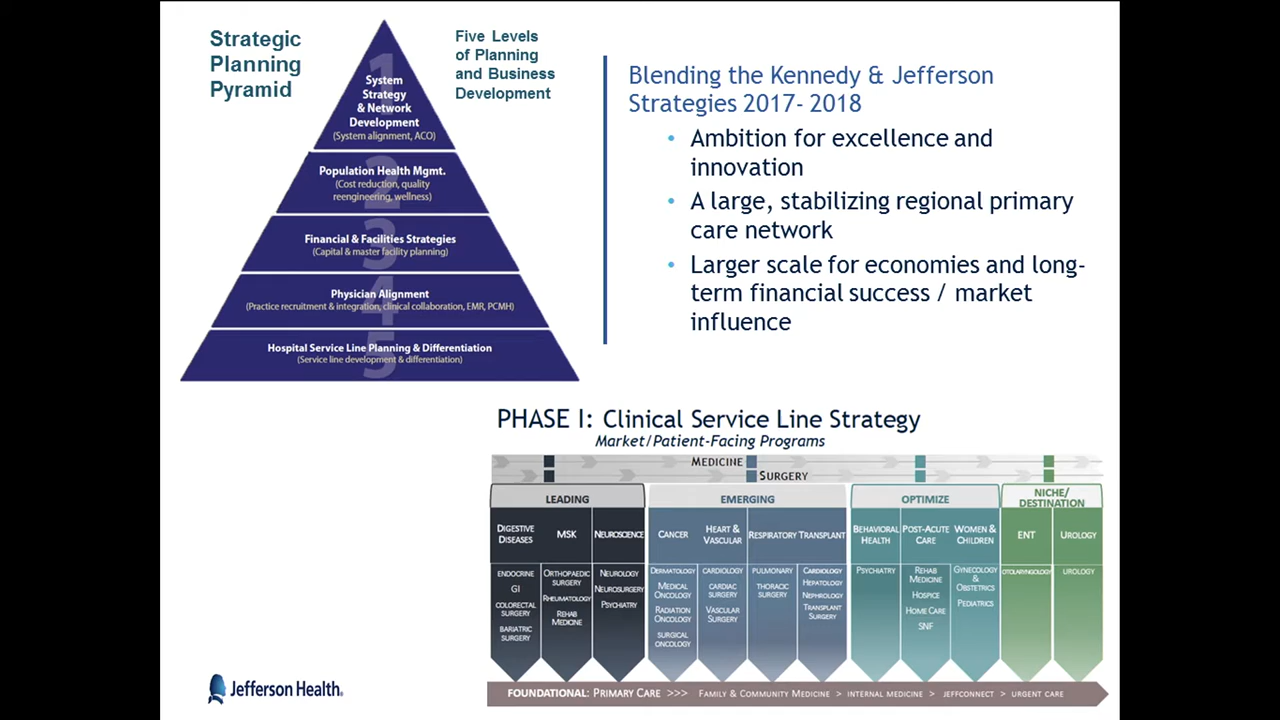 Strategic
Planning
Pyramid
Five Levels
of Planning
and Business
Development
1
System
Strategy
& Network
Development
(System alignment, ACO)
2
Population Health Mgmt.
(Cost reduction, quality
reengineering, wellness)
3
Financial & Facilities Strategies
(Capital & master facility planning)
4
Physician Alignment
(Practice recruitment & integration, clinical collaboration, EMR, PCMH)
5
Hospital Service Line Planning & Differentiation
(Service line development & differentiation)
Blending the Kennedy & Jefferson
Strategies 2017- 2018
• Ambition for excellence and
innovation
• A large, stabilizing regional primary
care network
• Larger scale for economies and long-
term financial success / market
influence
PHASE I: Clinical Service Line Strategy
Market/Patient-Facing Programs
MEDICINE
SURGERY
LEADING
DIGESTIVE
DISEASES
MSK
NEUROSCIENCE
ENDOCRINE
GI
COLORECTAL
SURGERY
BARIATRIC
SURGERY
ORTHOPAEDIC
SURGERY
RHEUMATOLOGY
REHAB
MEDICINE
NEUROLOGY
NEUROSURGERY
PSYCHIATRY
EMERGING
CANCER
HEART &
VASCULAR
RESPIRATORY
TRANSPLANT
DERMATOLOGY
MEDICAL
ONCOLOGY
RADIATION
ONCOLOGY
SURGICAL
ONCOLOGY
CARDIOLOGY
CARDIAC
SURGERY
VASCULAR
SURGERY
PULMONARY
THORACIC
SURGERY
CARDIOLOGY
HEPATOLOGY
NEPHROLOGY
TRANSPLANT
SURGERY
OPTIMIZE
BEHAVIORAL
HEALTH
POST-ACUTE
CARE
WOMEN &
CHILDREN
PSYCHIATRY
REHAB
MEDICINE
HOSPICE
HOME CARE
SNF
GYNECOLOGY
&
OBSTETRICS
PEDIATRICS
NICHE/
DESTINATION
ENT
UROLOGY
OTOLARYNGOLOGY
UROLOGY
FOUNDATIONAL: PRIMARY CARE >>> FAMILY & COMMUNITY MEDICINE > INTERNAL MEDICINE > JEFFCONNECT > URGENT CARE
Jefferson Health®